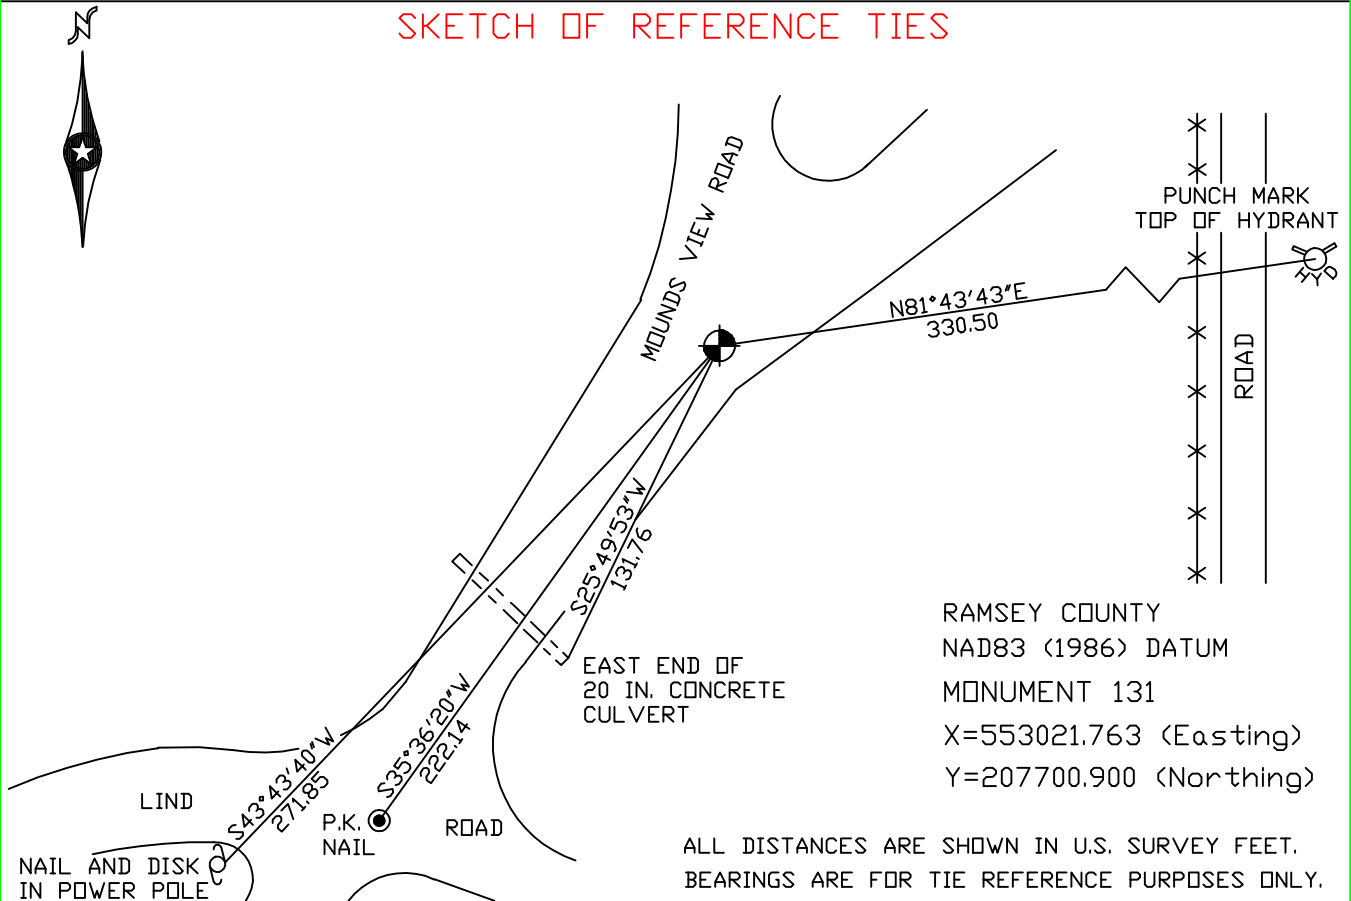 N
SKETCH OF REFERENCE TIES
MOUNDS VIEW ROAD
PUNCH MARK
TOP OF HYDRANT
HYD
N81°43'43"E
330.50
ROAD
S25°49'53"W
131.76
EAST END OF
20 IN. CONCRETE
CULVERT
S35°36'20"W
222.14
S43°43'40"W
271.85
LIND
ROAD
P.K.
NAIL
NAIL AND DISK
IN POWER POLE
RAMSEY COUNTY
NAD83 (1986) DATUM
MONUMENT 131
X=553021.763 (Easting)
Y=207700.900 (Northing)
ALL DISTANCES ARE SHOWN IN U.S. SURVEY FEET.
BEARINGS ARE FOR TIE REFERENCE PURPOSES ONLY.